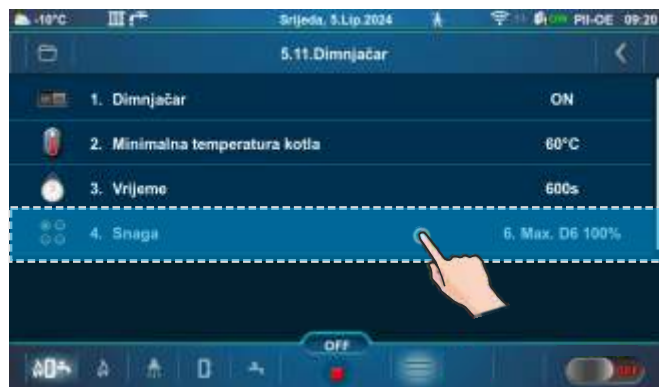 -10°C Srijeda, 5.Lip.2024 PII-OE 09:20
5.11.Dimnjačar
1. Dimnjačar ON
2. Minimalna temperatura kotla 60°C
3. Vrijeme 600s
4. Snaga 6. Max. D6 100%
OFF
OFF